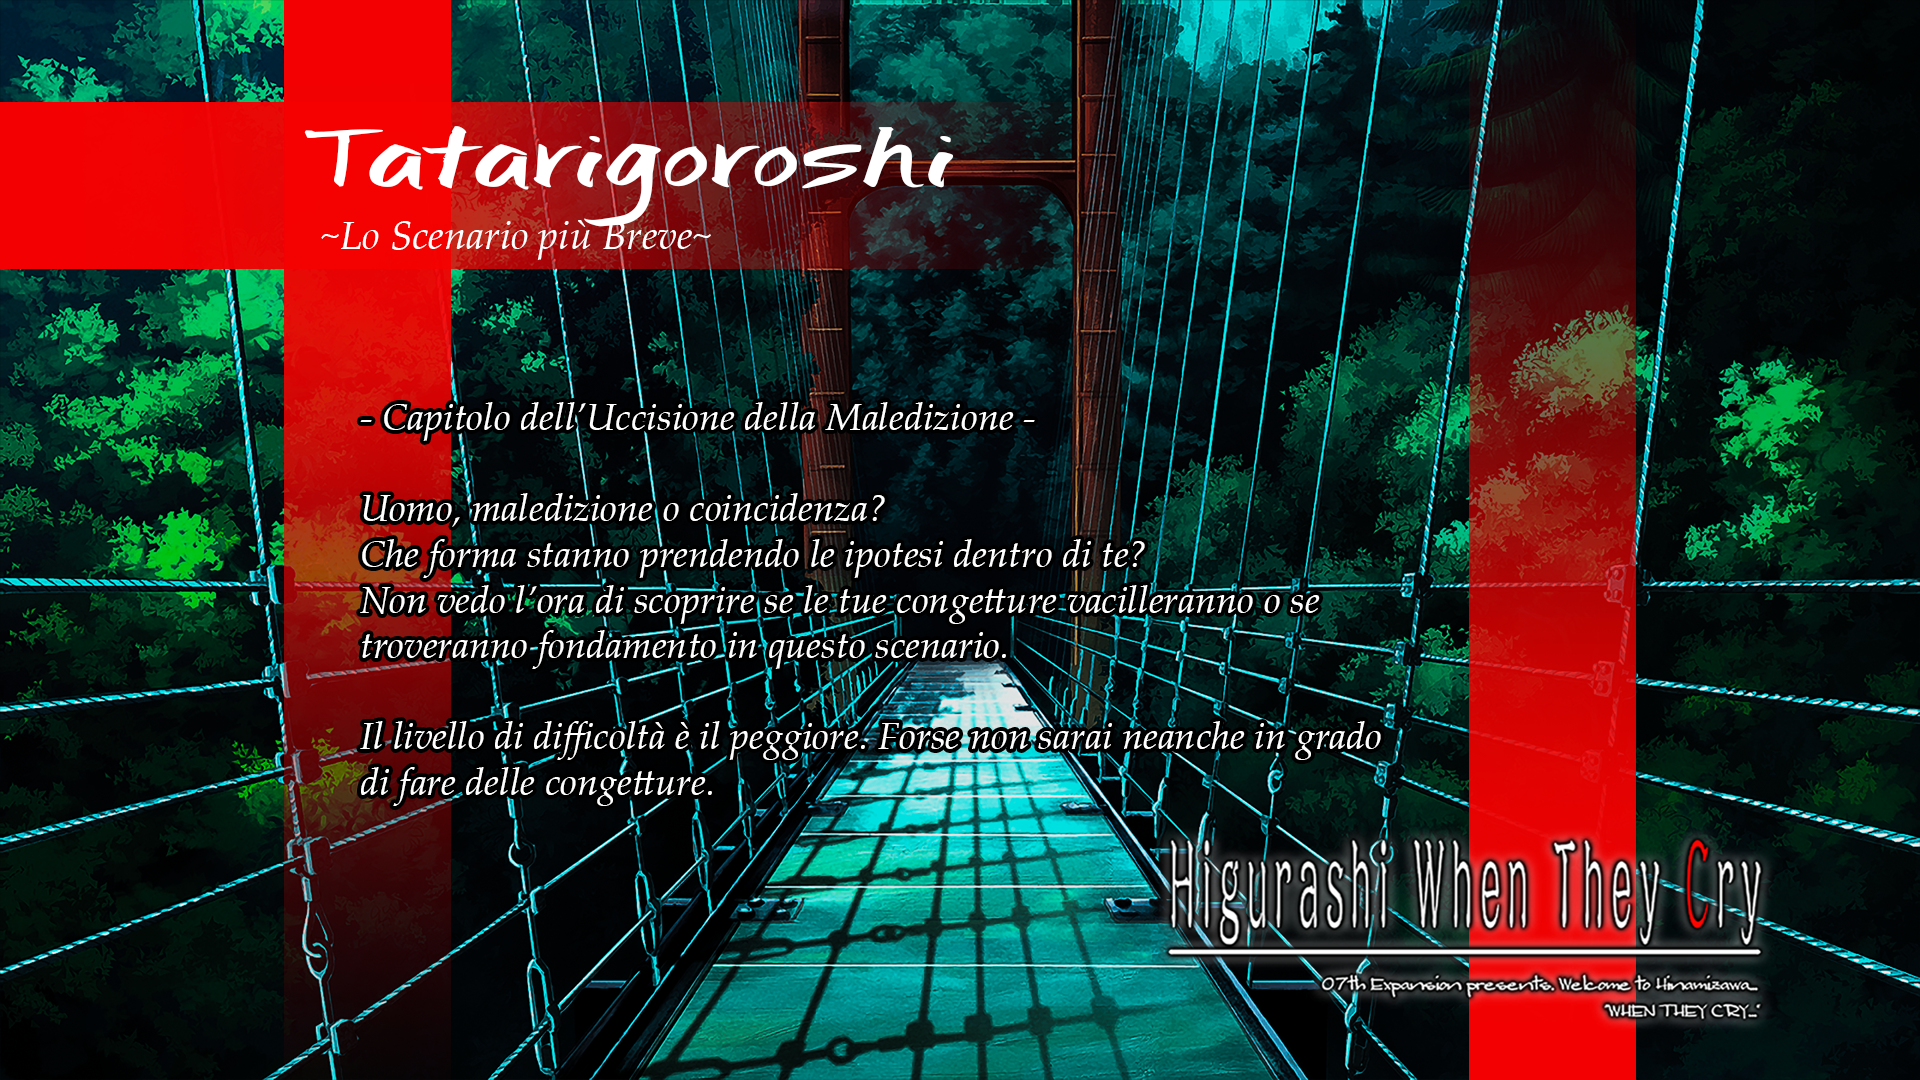 Tatarigoroshi
~Lo Scenario più Breve~
- Capitolo dell’Uccisione della Maledizione -
Uomo, maledizione o coincidenza?
Che forma stanno prendendo le ipotesi dentro di te?
Non vedo l’ora di scoprire se le tue congetture vacilleranno o se
troveranno fondamento in questo scenario.
Il livello di difficoltà è il peggiore. Forse non sarai neanche in grado
di fare delle congetture.
Higurashi When They Cry
07th Expansion presents. Welcome to Hinamizawa...
"WHEN THEY CRY..."